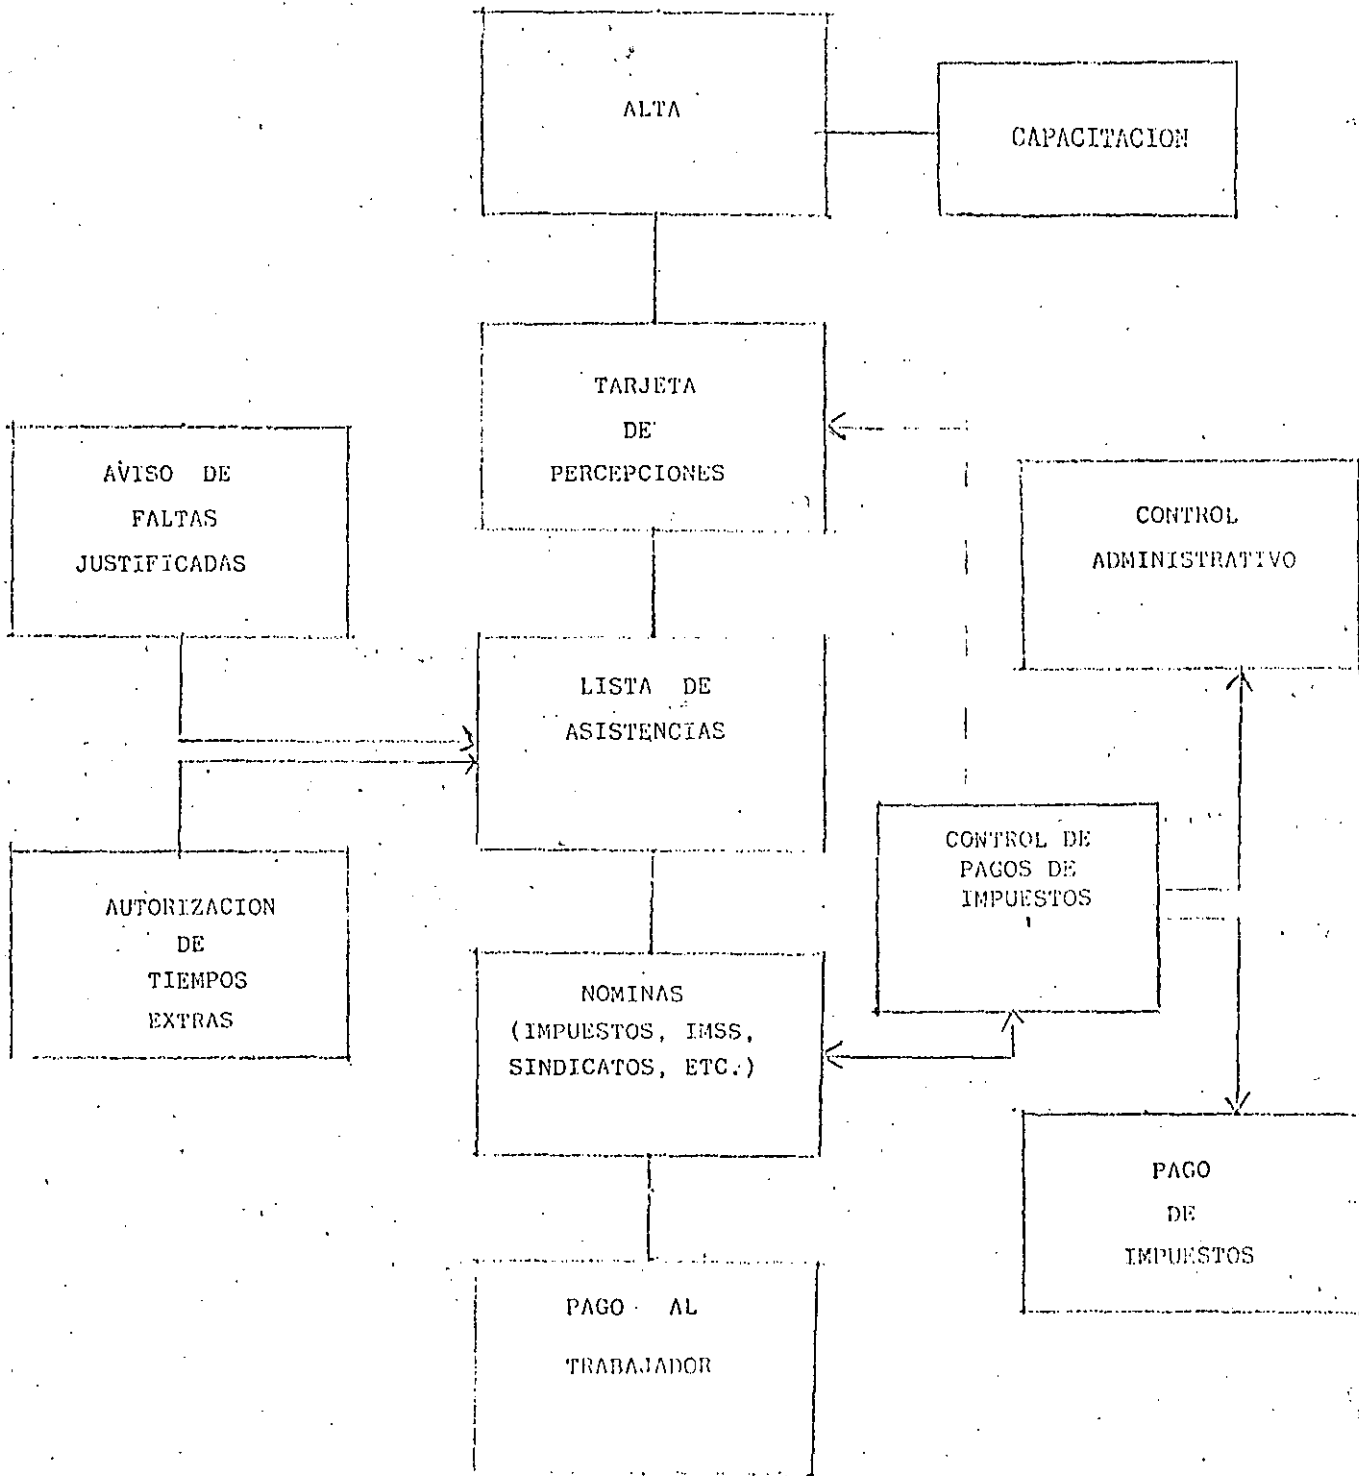 ALTA
CAPACITACION
TARJETA
DE
PERCEPCIONES
AVISO DE
FALTAS
JUSTIFICADAS
CONTROL
ADMINISTRATIVO
LISTA DE
ASISTENCIAS
CONTROL DE
PAGOS DE
IMPUESTOS
AUTORIZACION
DE
TIEMPOS
EXTRAS
NOMINAS
(IMPUESTOS, IMSS,
SINDICATOS, ETC.)
PAGO
DE
IMPUESTOS
PAGO AL
TRABAJADOR